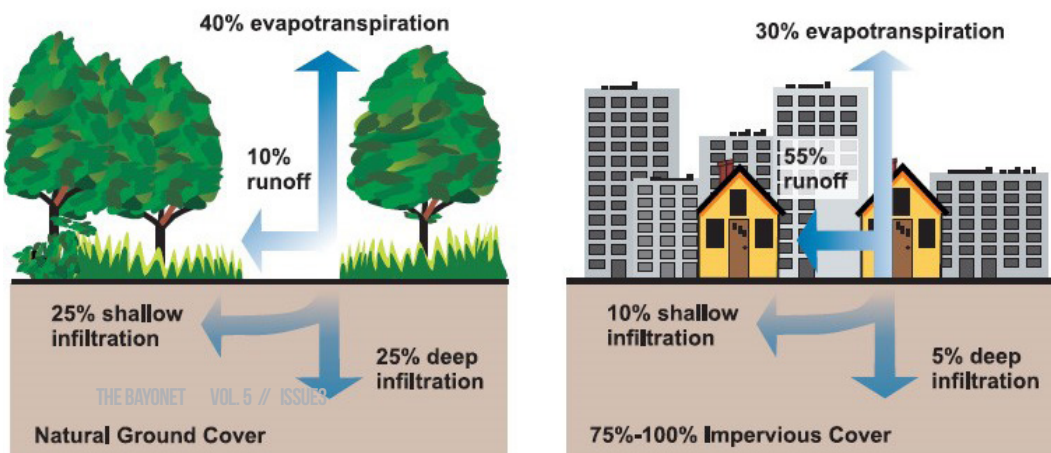 40% evapotranspiration
10%
runoff
25% shallow
infiltration
25% deep
infiltration
THE BAYONET VOL. 5 // ISSUE3
Natural Ground Cover
30% evapotranspiration
55%
runoff
10% shallow
infiltration
5% deep
infiltration
75%-100% Impervious Cover